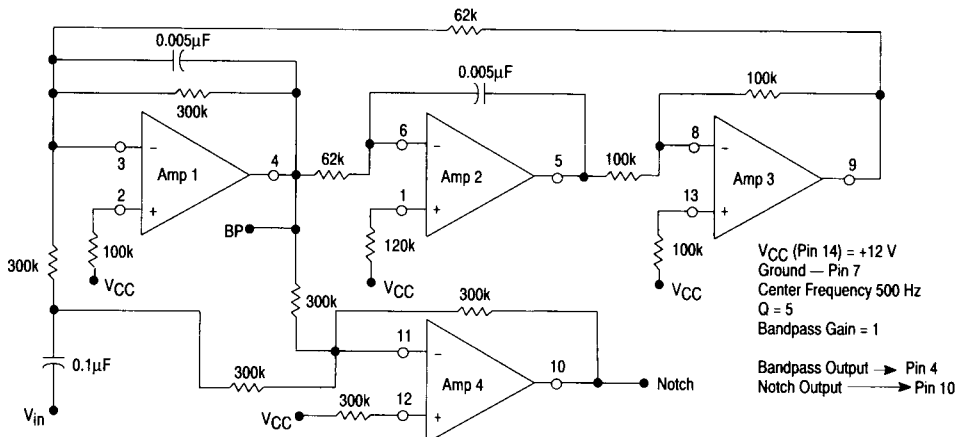 62k
0.005µF
300k
0.005µF
100k
3
−
Amp 1
4
2
+
62k
6
−
Amp 2
5
1
+
100k
8
−
Amp 3
9
13
+
BP
300k
100k
VCC
120k
VCC
100k
VCC
VCC (Pin 14) = +12 V
Ground — Pin 7
Center Frequency 500 Hz
Q = 5
Bandpass Gain = 1
Bandpass Output → Pin 4
Notch Output → Pin 10
300k
300k
0.1µF
300k
11
−
Amp 4
10
Notch
Vin
VCC
300k
12
+